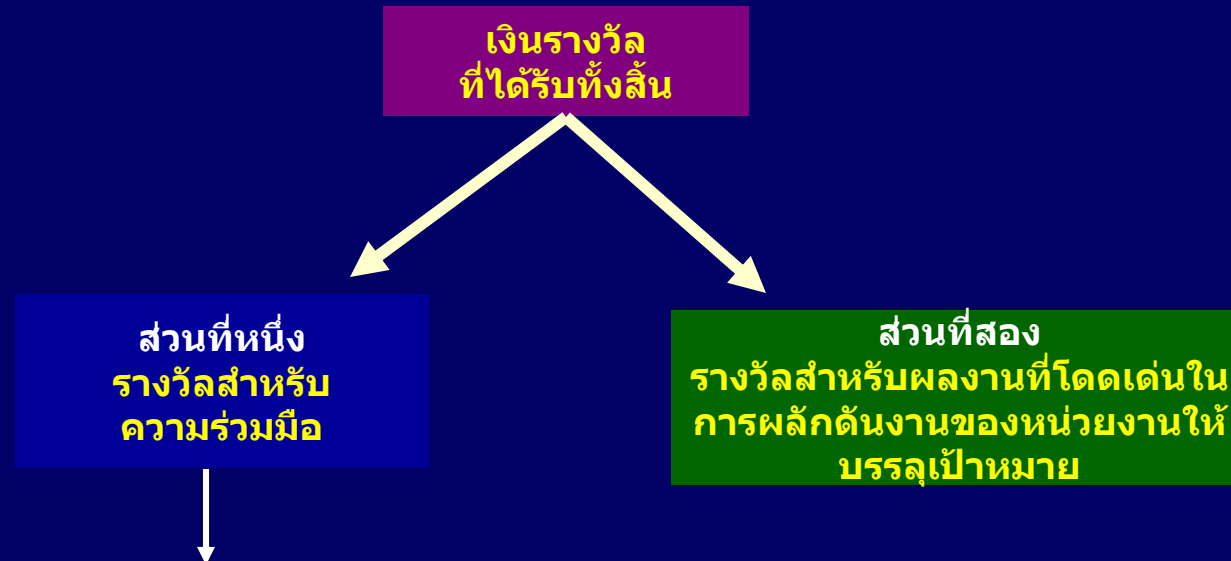 เงินรางวัล
ที่ได้รับทั้งสิ้น
ส่วนที่หนึ่ง
รางวัลสำหรับ
ความร่วมมือ
ส่วนที่สอง
รางวัลสำหรับผลงานที่โดดเด่นใน
การผลักดันงานของหน่วยงานให้
บรรลุเป้าหมาย